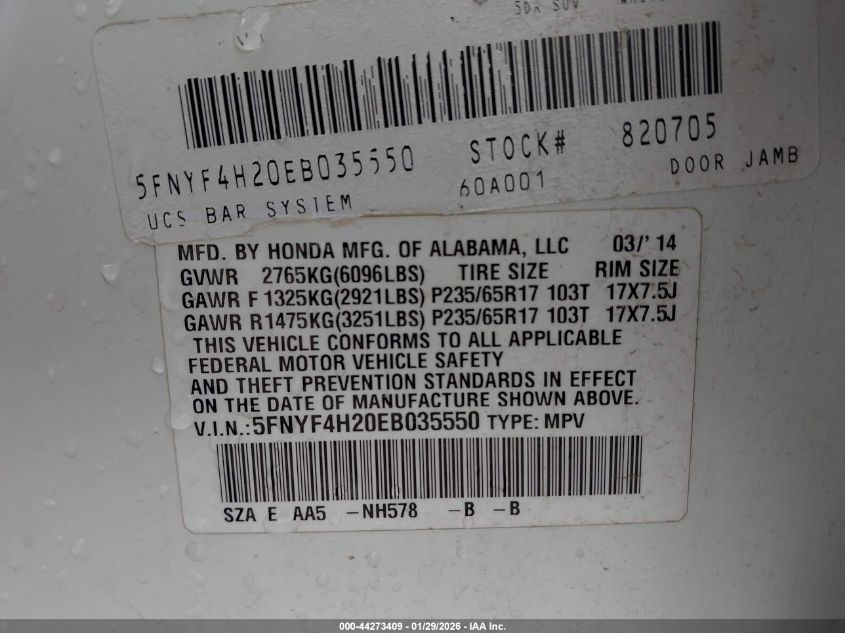 5DR SUV
5FNYF4H20EB035550 STOCK# 820705
UCS BAR SYSTEM 60A001 DOOR JAMB
MFD. BY HONDA MFG. OF ALABAMA, LLC 03/' 14
GVWR 2765KG(6096LBS) TIRE SIZE RIM SIZE
GAWR F 1325KG(2921LBS) P235/65R17 103T 17X7.5J
GAWR R1475KG(3251LBS) P235/65R17 103T 17X7.5J
THIS VEHICLE CONFORMS TO ALL APPLICABLE
FEDERAL MOTOR VEHICLE SAFETY
AND THEFT PREVENTION STANDARDS IN EFFECT
ON THE DATE OF MANUFACTURE SHOWN ABOVE.
V.I.N.:5FNYF4H20EB035550 TYPE: MPV
SZA E AA5 -NH578 -B -B
000-44273409 - 01/29/2026 - IAA Inc.